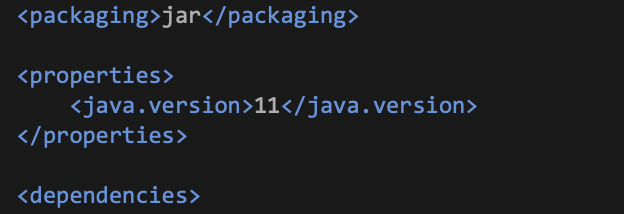 <packaging>jar</packaging>
<properties>
<java.version>11</java.version>
</properties>
<dependencies>